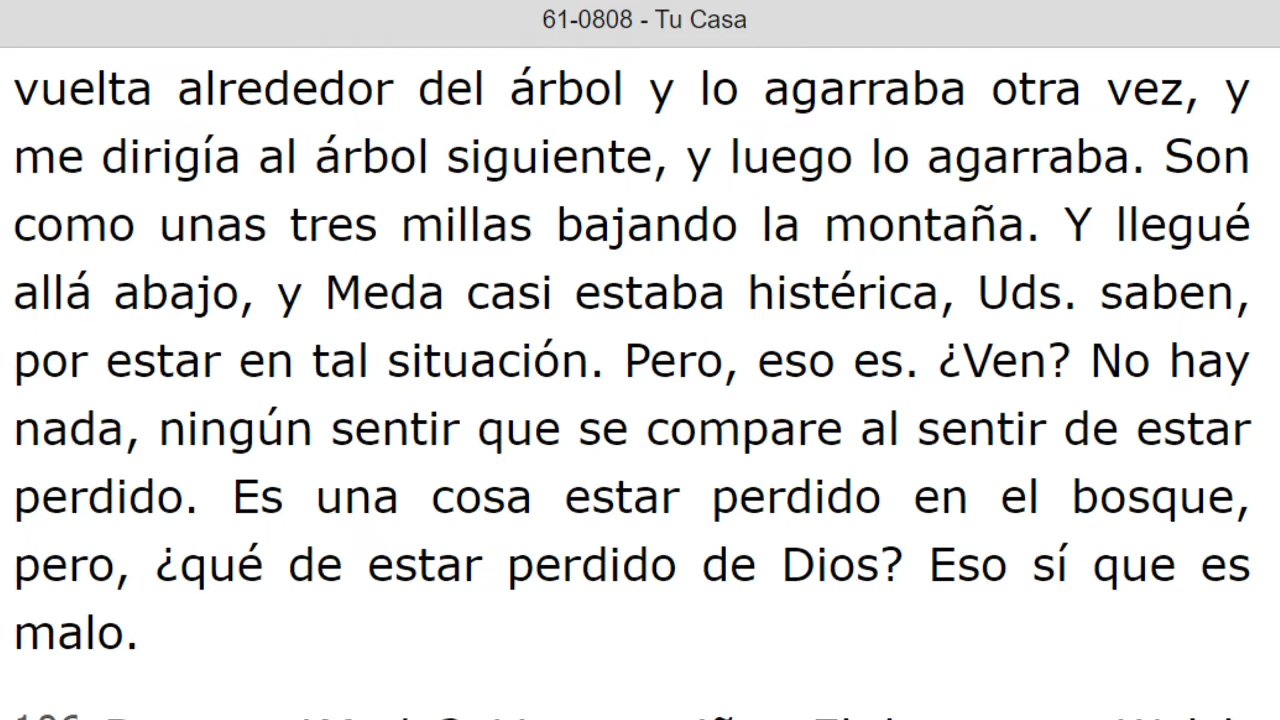 61-0808 - Tu Casa
vuelta alrededor del árbol y lo agarraba otra vez, y
me dirigía al árbol siguiente, y luego lo agarraba. Son
como unas tres millas bajando la montaña. Y llegué
allá abajo, y Meda casi estaba histérica, Uds. saben,
por estar en tal situación. Pero, eso es. ¿Ven? No hay
nada, ningún sentir que se compare al sentir de estar
perdido. Es una cosa estar perdido en el bosque,
pero, ¿qué de estar perdido de Dios? Eso sí que es
malo.